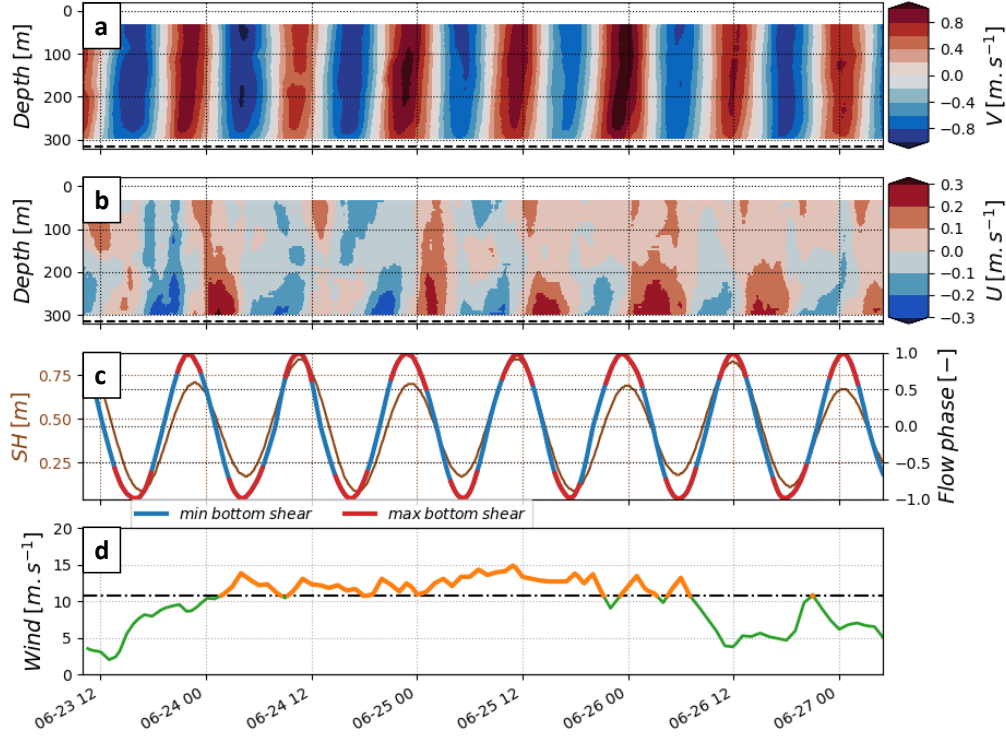 a
0
100
200
300
Depth [m]
0.8
0.4
0.0
−0.4
−0.8
V [m.s⁻¹]
b
0
100
200
300
Depth [m]
0.3
0.2
0.1
0.0
−0.1
−0.2
−0.3
U [m.s⁻¹]
c
0.75
0.50
0.25
SH [m]
1.0
0.5
0.0
−0.5
−1.0
Flow phase [−]
min bottom shear max bottom shear
d
20
15
10
5
0
Wind [m.s⁻¹]
06-23 12 06-24 00 06-24 12 06-25 00 06-25 12 06-26 00 06-26 12 06-27 00